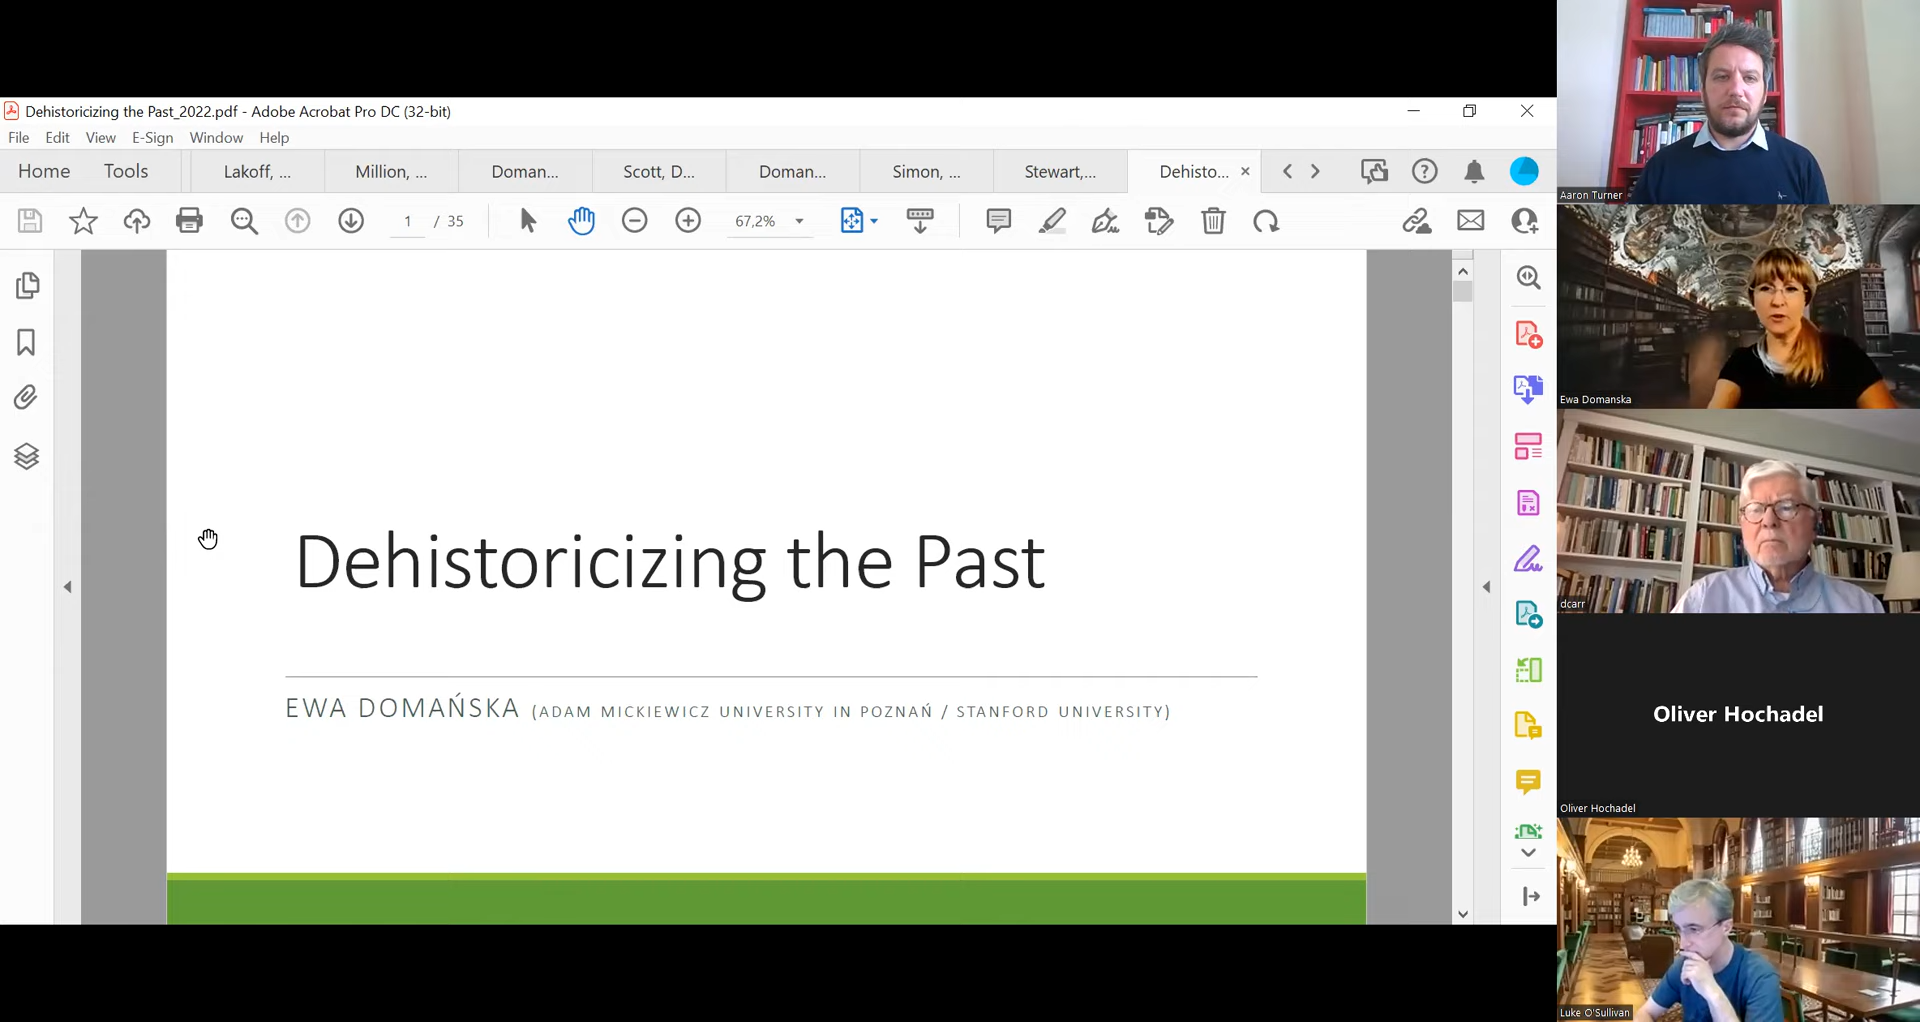 Dehistoricizing the Past_2022.pdf - Adobe Acrobat Pro DC (32-bit)
File Edit View E-Sign Window Help
Home Tools Lakoff, ... Million, ... Doman... Scott, D... Doman... Simon, ... Stewart,... Dehisto...
1 / 35 67,2%
Dehistoricizing the Past
EWA DOMAŃSKA (ADAM MICKIEWICZ UNIVERSITY IN POZNAŃ / STANFORD UNIVERSITY)
Aaron Turner
Ewa Domanska
dcarr
Oliver Hochadel
Oliver Hochadel
Luke O'Sullivan